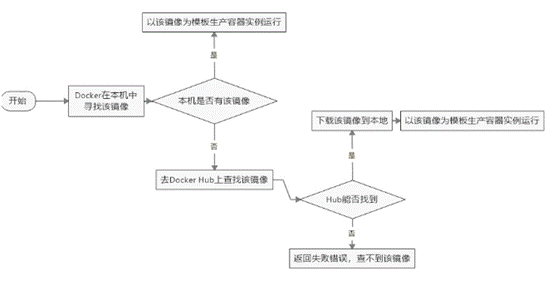 以该镜像为模板生产容器实例运行
是
开始
Docker在本机中
寻找该镜像
本机是否有该镜像
否
去Docker Hub上查找该镜像
下载该镜像到本地
以该镜像为模板生产容器实例运行
是
Hub能否找到
否
返回失败错误，查不到该镜像